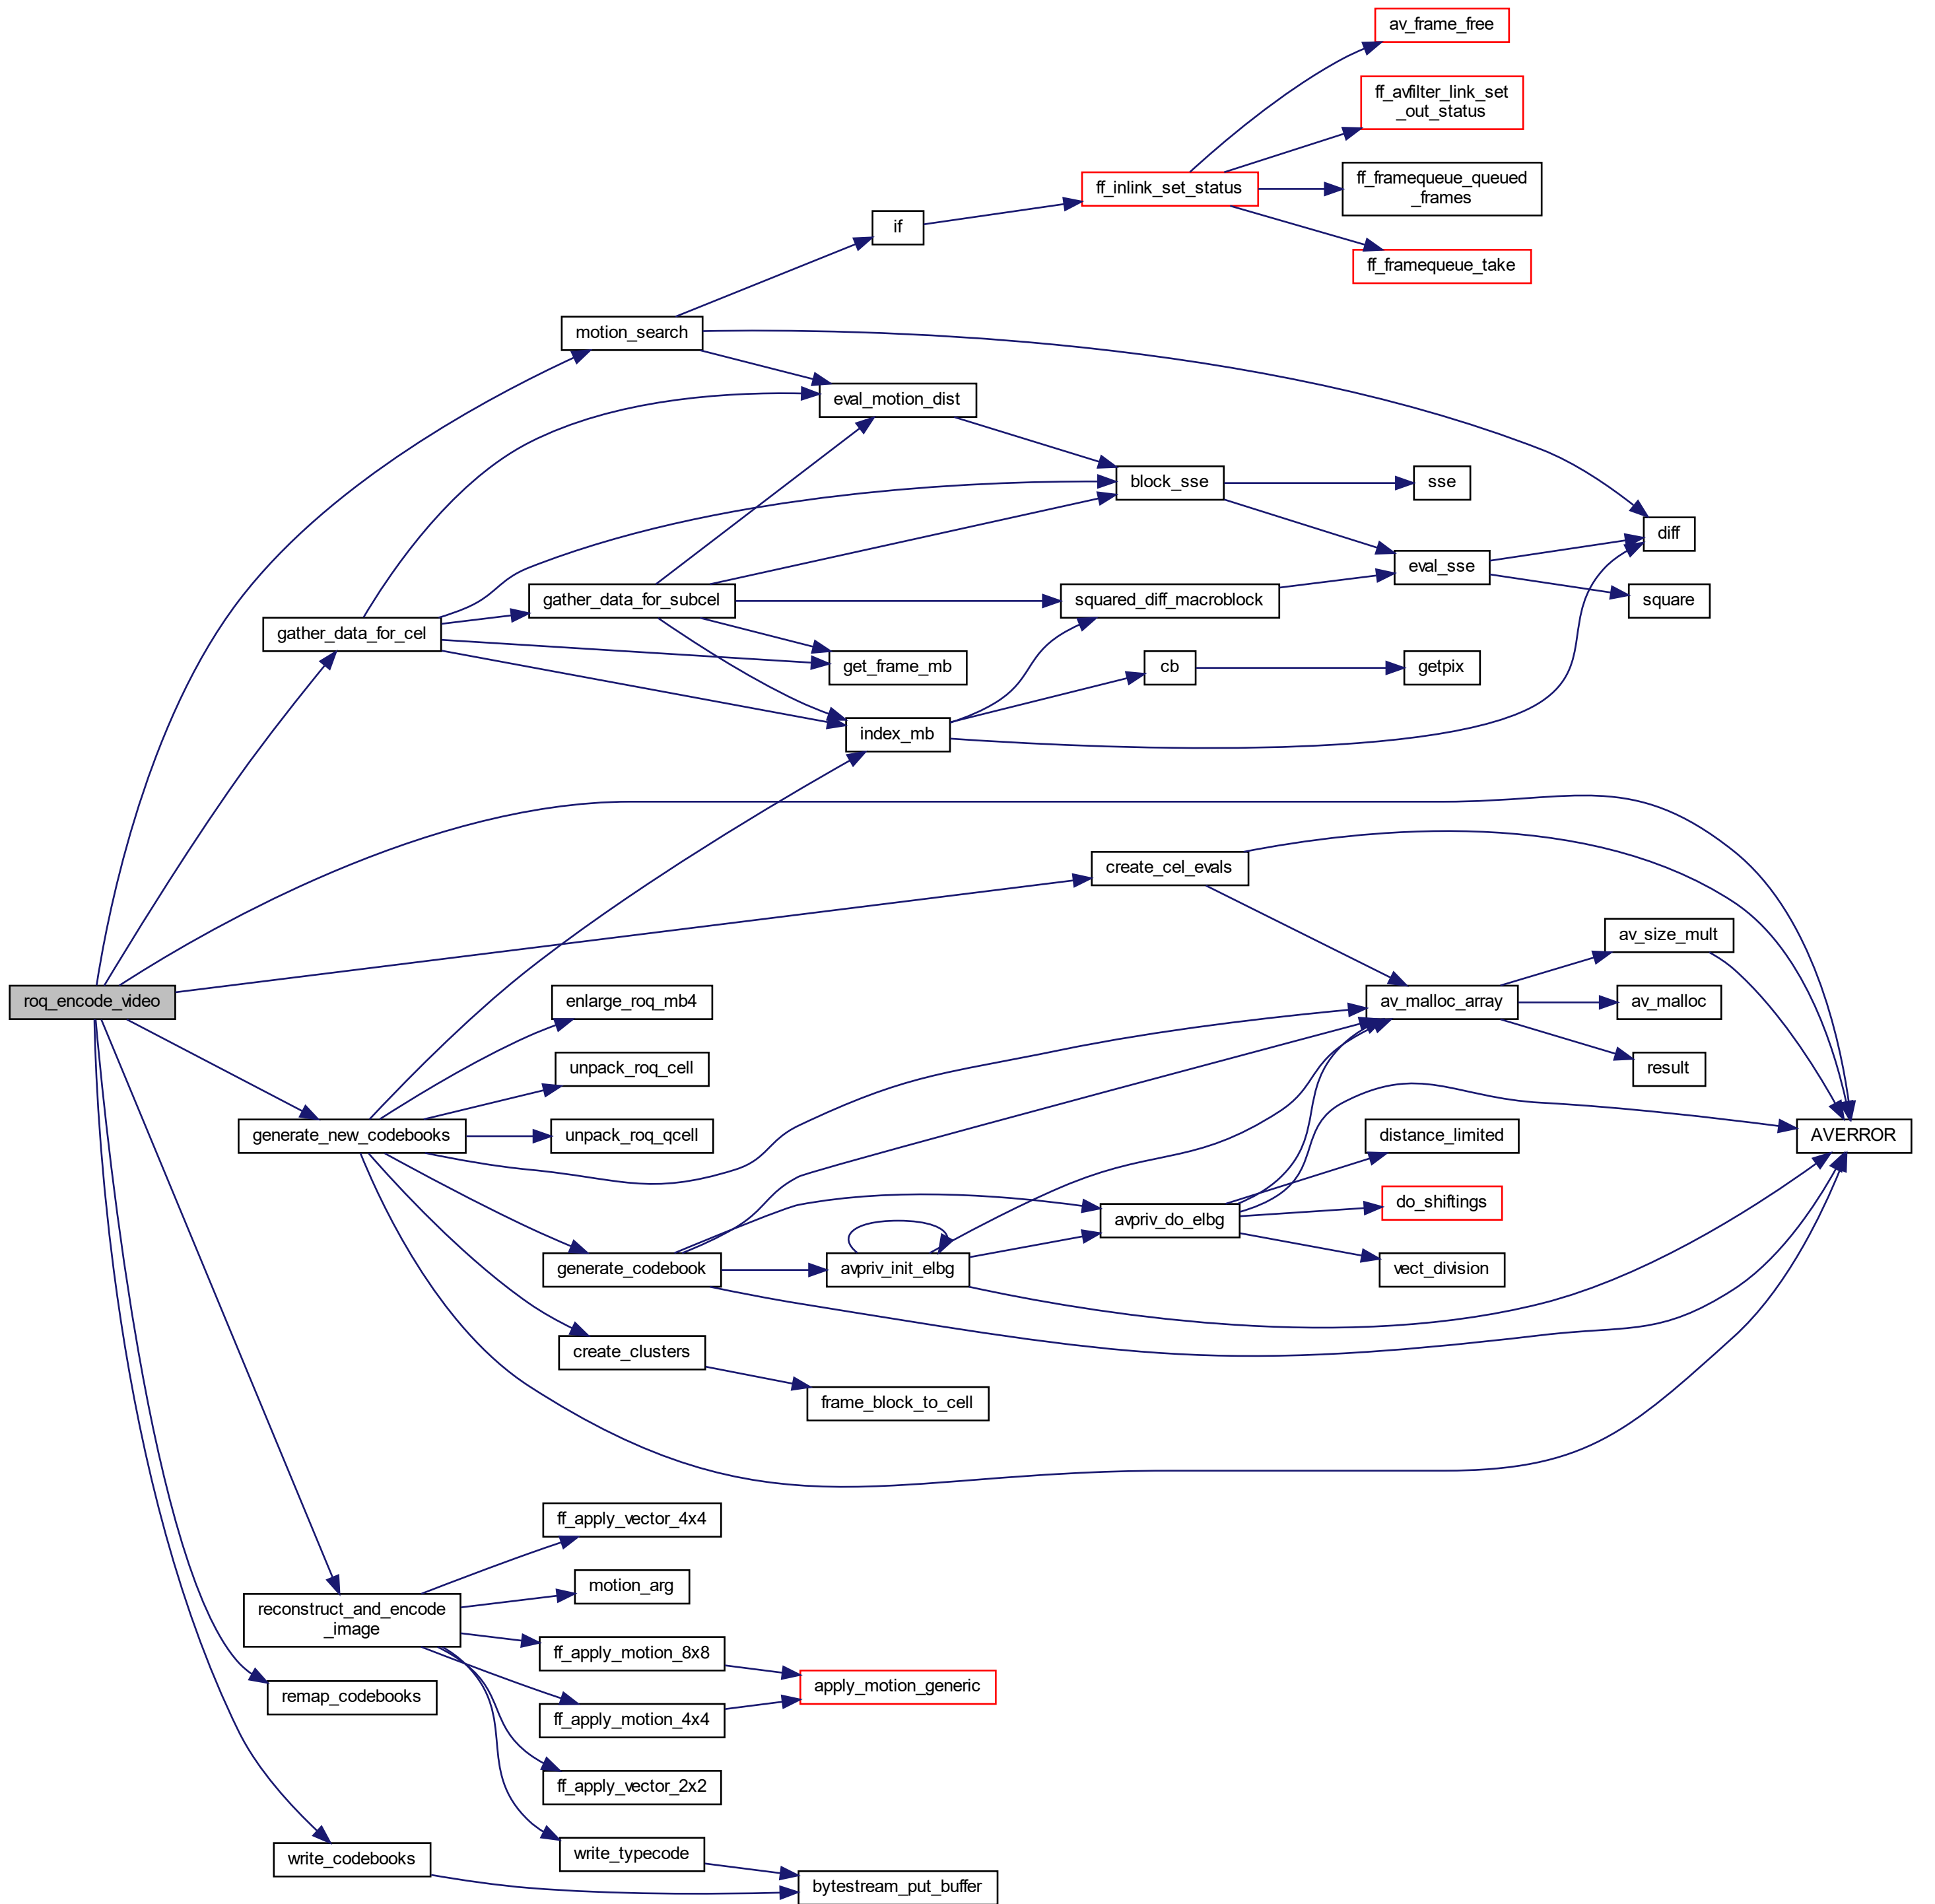 av_frame_free
ff_avfilter_link_set
_out_status
ff_inlink_set_status
ff_framequeue_queued
_frames
if
ff_framequeue_take
motion_search
eval_motion_dist
block_sse
sse
diff
eval_sse
gather_data_for_subcel
squared_diff_macroblock
square
gather_data_for_cel
get_frame_mb
cb
getpix
index_mb
create_cel_evals
av_size_mult
roq_encode_video
enlarge_roq_mb4
av_malloc_array
av_malloc
unpack_roq_cell
result
generate_new_codebooks
unpack_roq_qcell
distance_limited
AVERROR
do_shiftings
avpriv_do_elbg
generate_codebook
avpriv_init_elbg
vect_division
create_clusters
frame_block_to_cell
ff_apply_vector_4x4
motion_arg
reconstruct_and_encode
_image
ff_apply_motion_8x8
apply_motion_generic
remap_codebooks
ff_apply_motion_4x4
ff_apply_vector_2x2
write_codebooks
write_typecode
bytestream_put_buffer